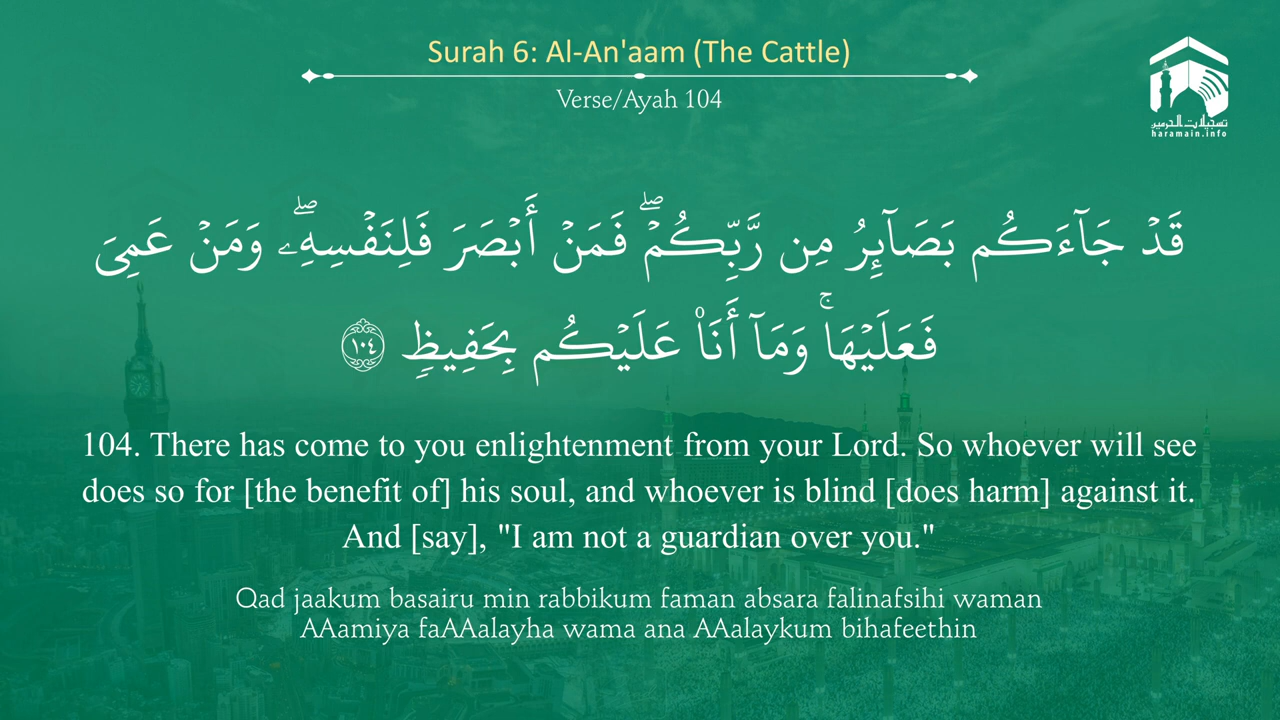 Surah 6: Al-An'aam (The Cattle)
Verse/Ayah 104
تسجيلات الحرمين
haramain.info
قَدۡ جَآءَكُم بَصَآئِرُ مِن رَّبِّكُمۡۖ فَمَنۡ أَبۡصَرَ فَلِنَفۡسِهِۦۖ وَمَنۡ عَمِيَ
فَعَلَيۡهَاۚ وَمَآ أَنَا۠ عَلَيۡكُم بِحَفِيظٖ ١٠٤
104. There has come to you enlightenment from your Lord. So whoever will see
does so for [the benefit of] his soul, and whoever is blind [does harm] against it.
And [say], "I am not a guardian over you."
Qad jaakum basairu min rabbikum faman absara falinafsihi waman
AAamiya faAAalayha wama ana AAalaykum bihafeethin